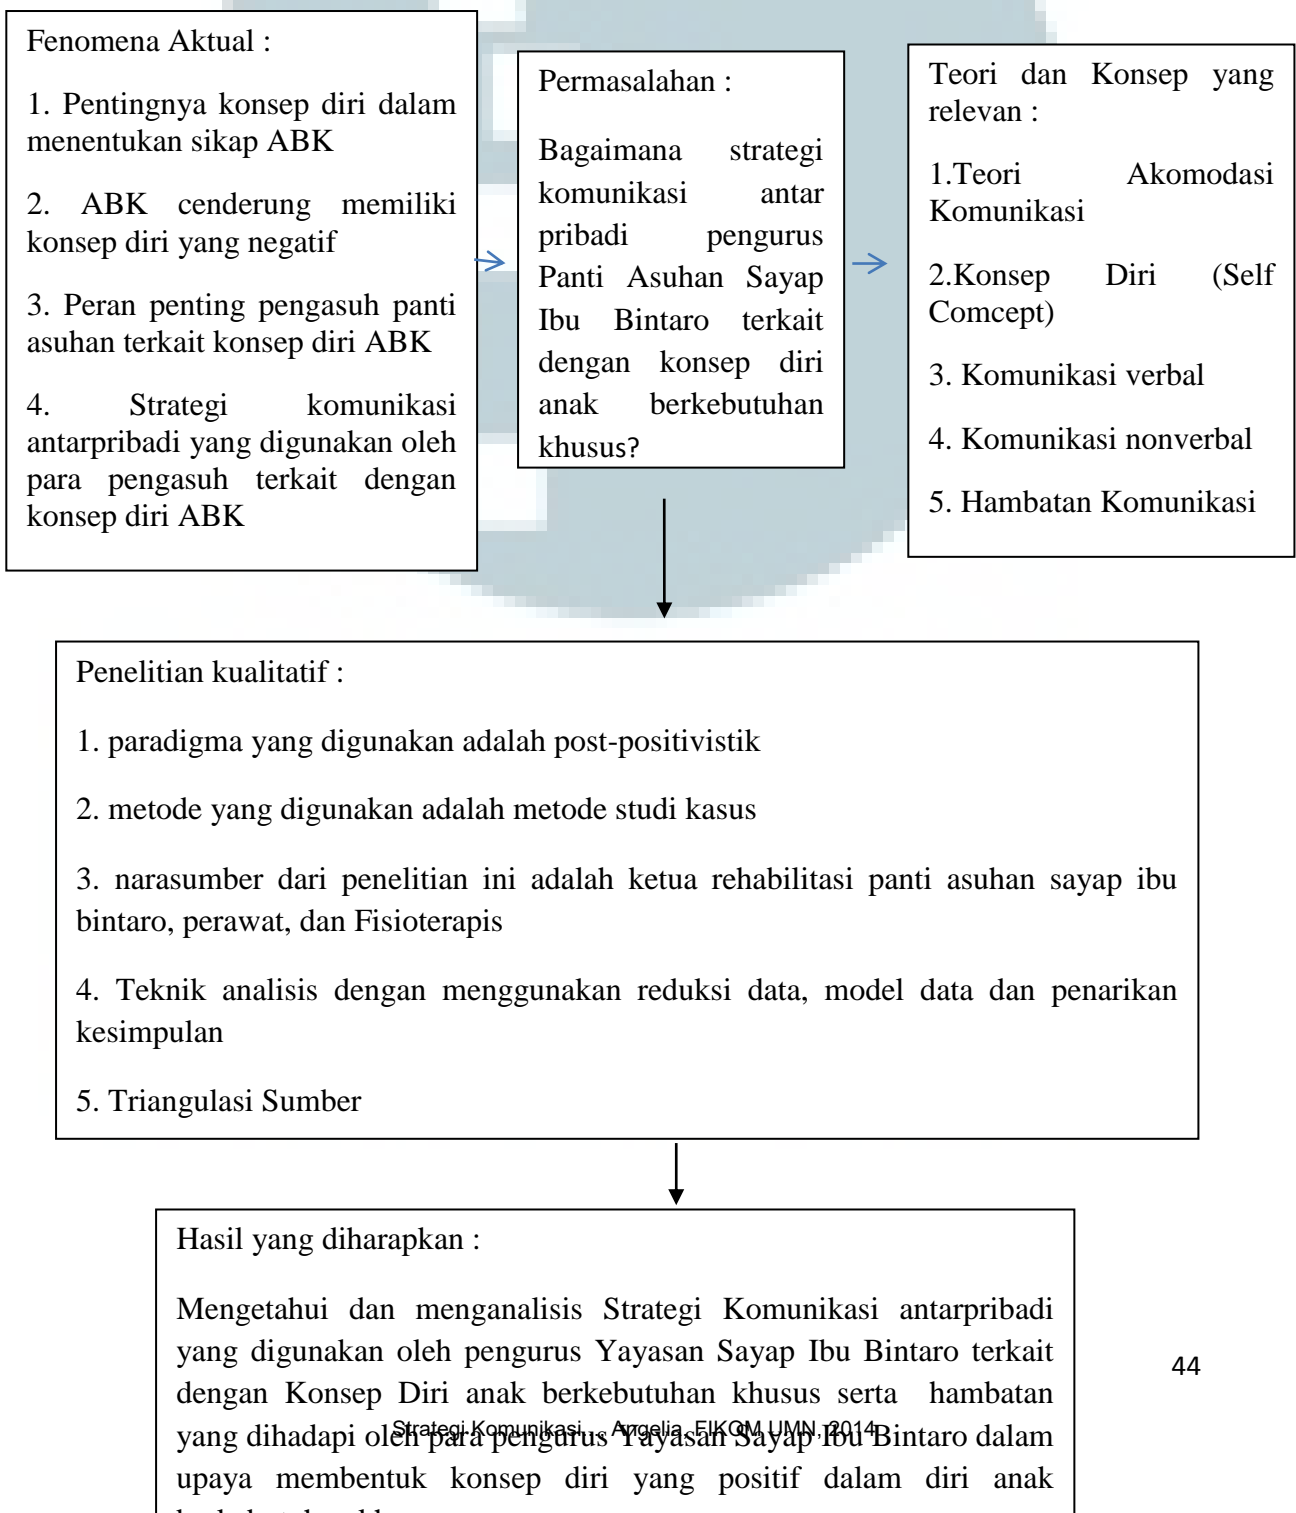 Fenomena Aktual :
1. Pentingnya konsep diri dalam
menentukan sikap ABK
2. ABK cenderung memiliki
konsep diri yang negatif
3. Peran penting pengasuh panti
asuhan terkait konsep diri ABK
4. Strategi komunikasi
antarpribadi yang digunakan oleh
para pengasuh terkait dengan
konsep diri ABK
Permasalahan :
Bagaimana strategi
komunikasi antar
pribadi pengurus
Panti Asuhan Sayap
Ibu Bintaro terkait
dengan konsep diri
anak berkebutuhan
khusus?
Teori dan Konsep yang
relevan :
1.Teori Akomodasi
Komunikasi
2.Konsep Diri (Self
Comcept)
3. Komunikasi verbal
4. Komunikasi nonverbal
5. Hambatan Komunikasi
Penelitian kualitatif :
1. paradigma yang digunakan adalah post-positivistik
2. metode yang digunakan adalah metode studi kasus
3. narasumber dari penelitian ini adalah ketua rehabilitasi panti asuhan sayap ibu
bintaro, perawat, dan Fisioterapis
4. Teknik analisis dengan menggunakan reduksi data, model data dan penarikan
kesimpulan
5. Triangulasi Sumber
Hasil yang diharapkan :
Mengetahui dan menganalisis Strategi Komunikasi antarpribadi
yang digunakan oleh pengurus Yayasan Sayap Ibu Bintaro terkait
dengan Konsep Diri anak berkebutuhan khusus serta hambatan
yang dihadapi oleh para pengurus Yayasan Sayap Ibu Bintaro dalam
upaya membentuk konsep diri yang positif dalam diri anak
44
Strategi Komunikasi..., Angelia, FIKOM UMN, 2014